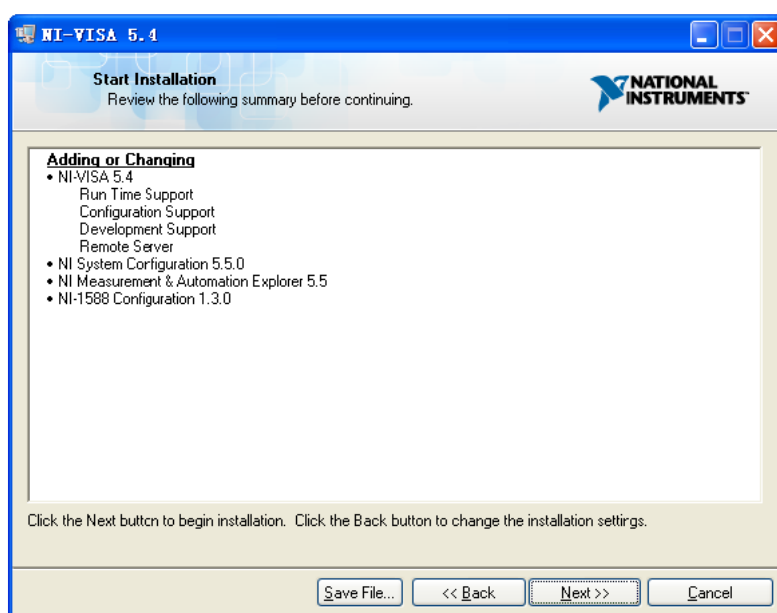 NI-VISA 5.4
Start Installation
Review the following summary before continuing.
NATIONAL
INSTRUMENTS
Adding or Changing
• NI-VISA 5.4
Run Time Support
Configuration Support
Development Support
Remote Server
• NI System Configuration 5.5.0
• NI Measurement & Automation Explorer 5.5
• NI-1588 Configuration 1.3.0
Click the Next button to begin installation.  Click the Back button to change the installation settings.
Save File... << Back Next >> Cancel